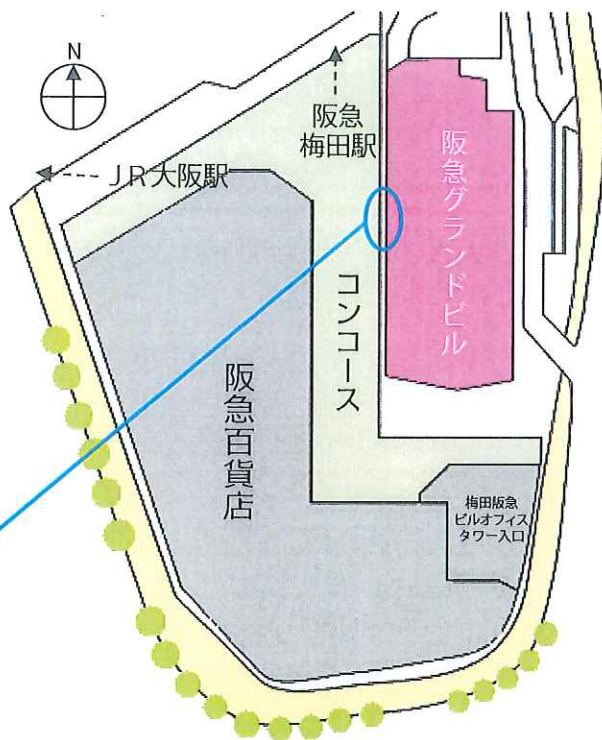 N
阪急
梅田駅
JR大阪駅
阪急グランドビル
コンコース
阪急百貨店
梅田阪急
ビルオフィス
タワー入口